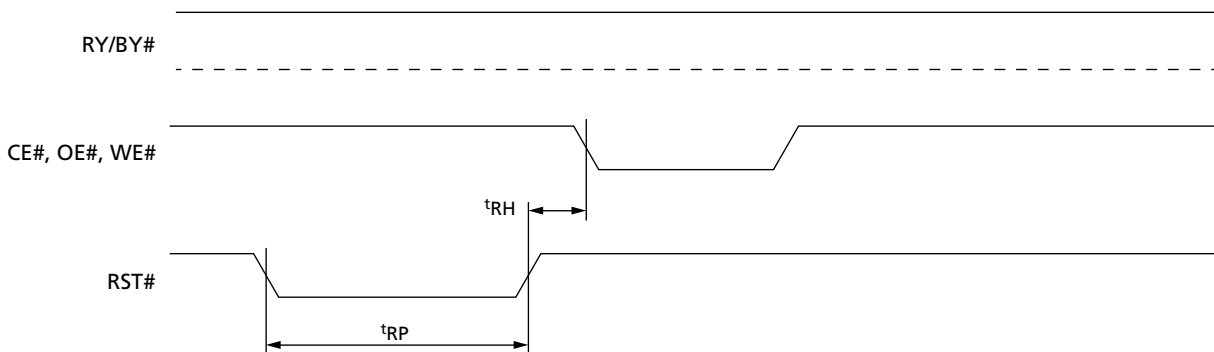 RY/BY#
CE#, OE#, WE#
tRH
RST#
tRP